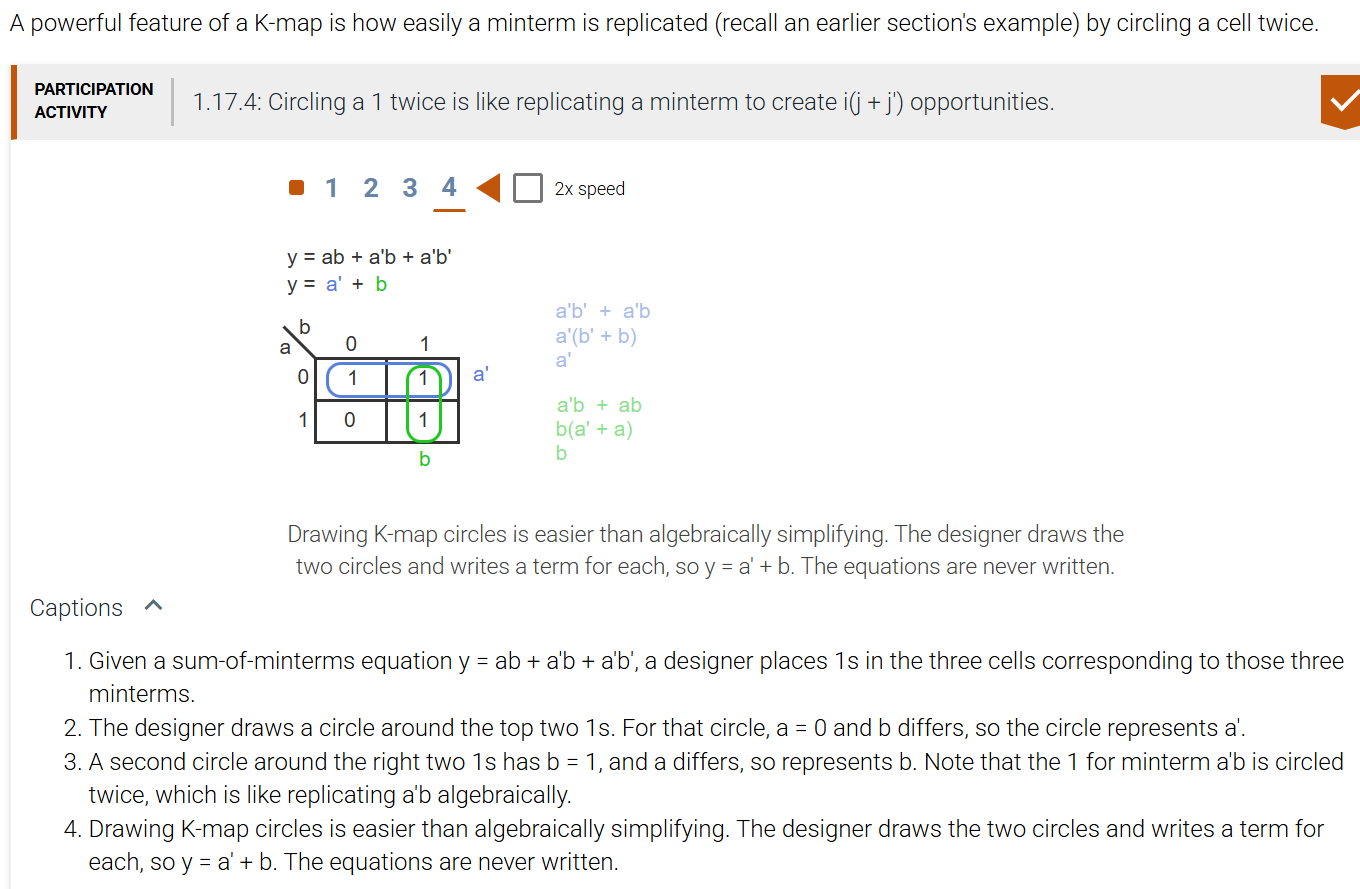 A powerful feature of a K-map is how easily a minterm is replicated (recall an earlier section's example) by circling a cell twice.
PARTICIPATION
ACTIVITY
1.17.4: Circling a 1 twice is like replicating a minterm to create i(j + j') opportunities.
1 2 3 4 2x speed
y = ab + a'b + a'b'
y = a' + b
a'b' + a'b
a'(b' + b)
a'
a'b + ab
b(a' + a)
b
b
a
0 1
0 1 1 a'
1 0 1
b
Drawing K-map circles is easier than algebraically simplifying. The designer draws the
two circles and writes a term for each, so y = a' + b. The equations are never written.
Captions
1. Given a sum-of-minterms equation y = ab + a'b + a'b', a designer places 1s in the three cells corresponding to those three
minterms.
2. The designer draws a circle around the top two 1s. For that circle, a = 0 and b differs, so the circle represents a'.
3. A second circle around the right two 1s has b = 1, and a differs, so represents b. Note that the 1 for minterm a'b is circled
twice, which is like replicating a'b algebraically.
4. Drawing K-map circles is easier than algebraically simplifying. The designer draws the two circles and writes a term for
each, so y = a' + b. The equations are never written.